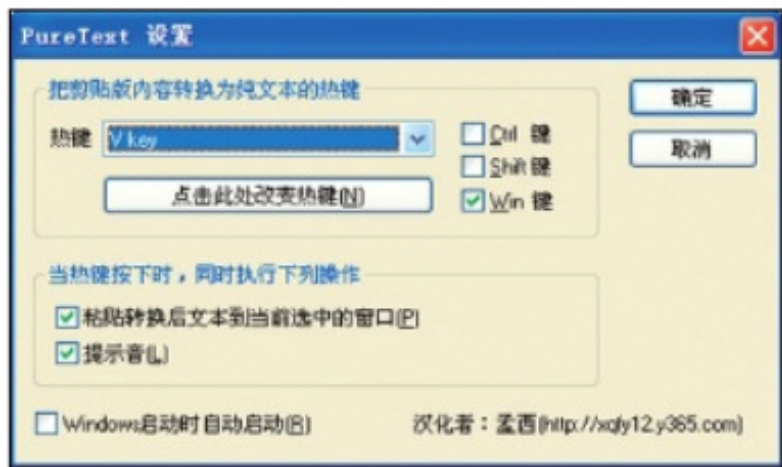 PureText 设置
把剪贴版内容转换为纯文本的热键
热键 V key
Ctrl 键
Shift 键
点击此处改变热键(N)
Win 键
确定
取消
当热键按下时，同时执行下列操作
粘贴转换后文本到当前选中的窗口(P)
提示音(L)
Windows启动时自动启动(R)
汉化者：孟西(http://xqfy12.y365.com)